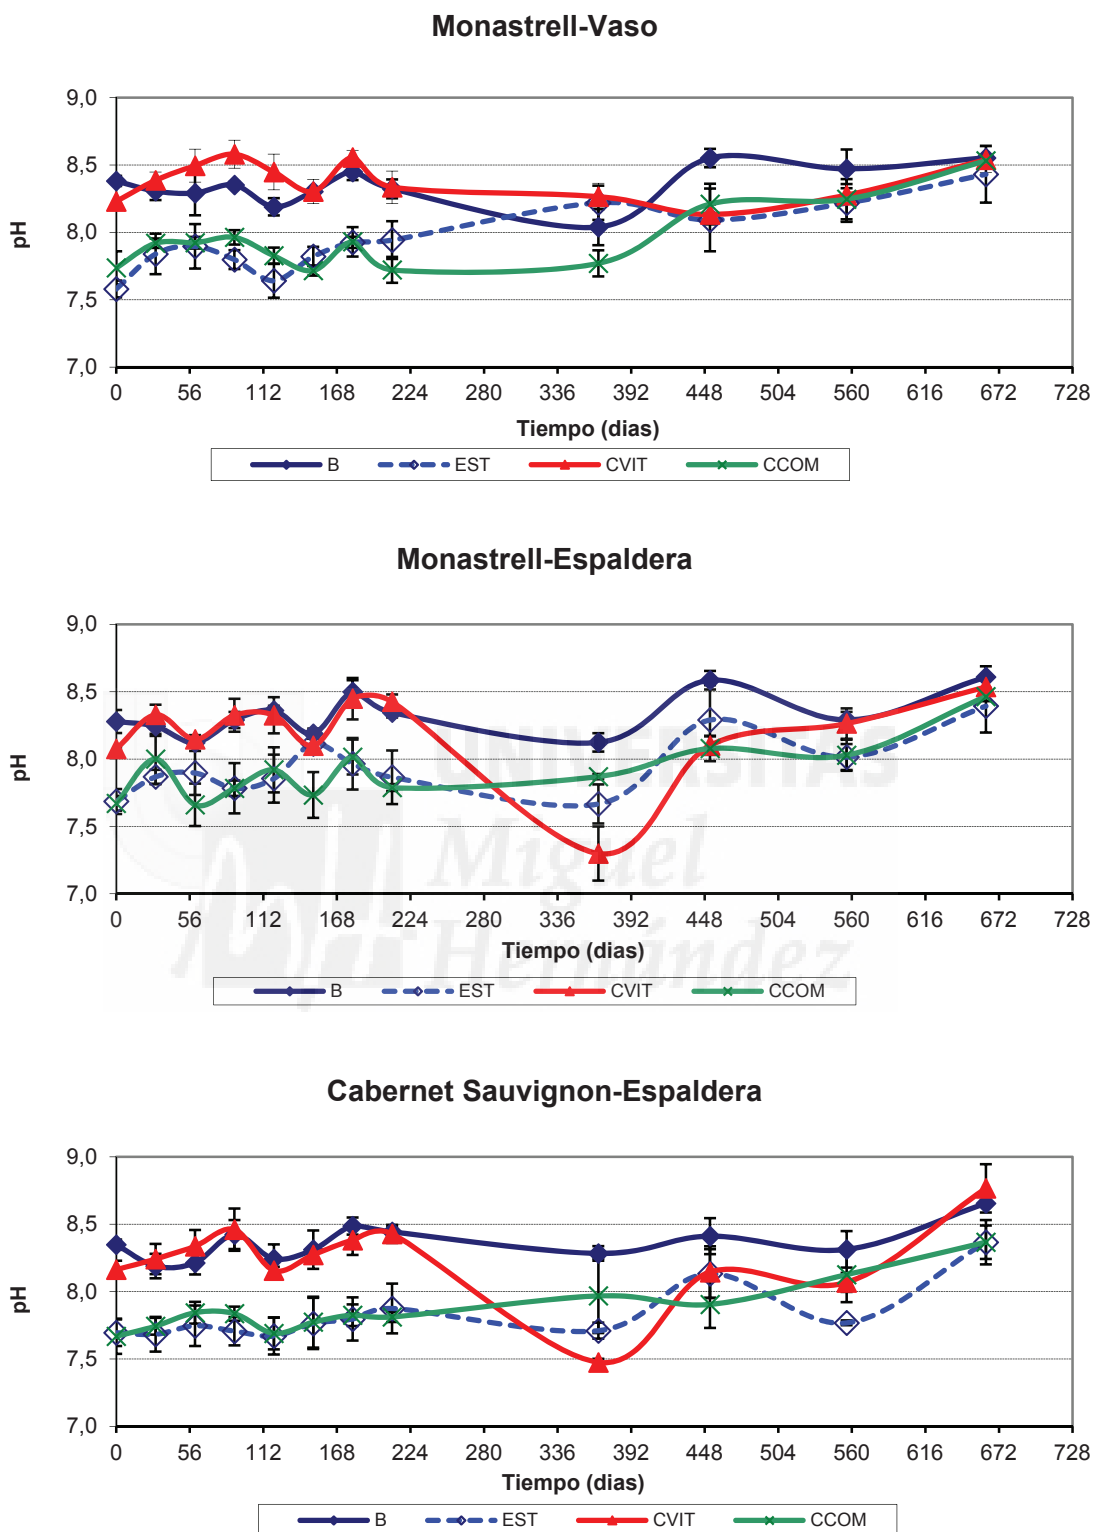 Monastrell-Vaso
9,0
8,5
8,0
7,5
7,0
pH
0 56 112 168 224 280 336 392 448 504 560 616 672 728
Tiempo (dias)
B EST CVIT CCOM
Monastrell-Espaldera
9,0
8,5
8,0
7,5
7,0
pH
0 56 112 168 224 280 336 392 448 504 560 616 672 728
Tiempo (dias)
B EST CVIT CCOM
UNIVERSITAS
Miguel
Hernández
Cabernet Sauvignon-Espaldera
9,0
8,5
8,0
7,5
7,0
pH
0 56 112 168 224 280 336 392 448 504 560 616 672 728
Tiempo (dias)
B EST CVIT CCOM